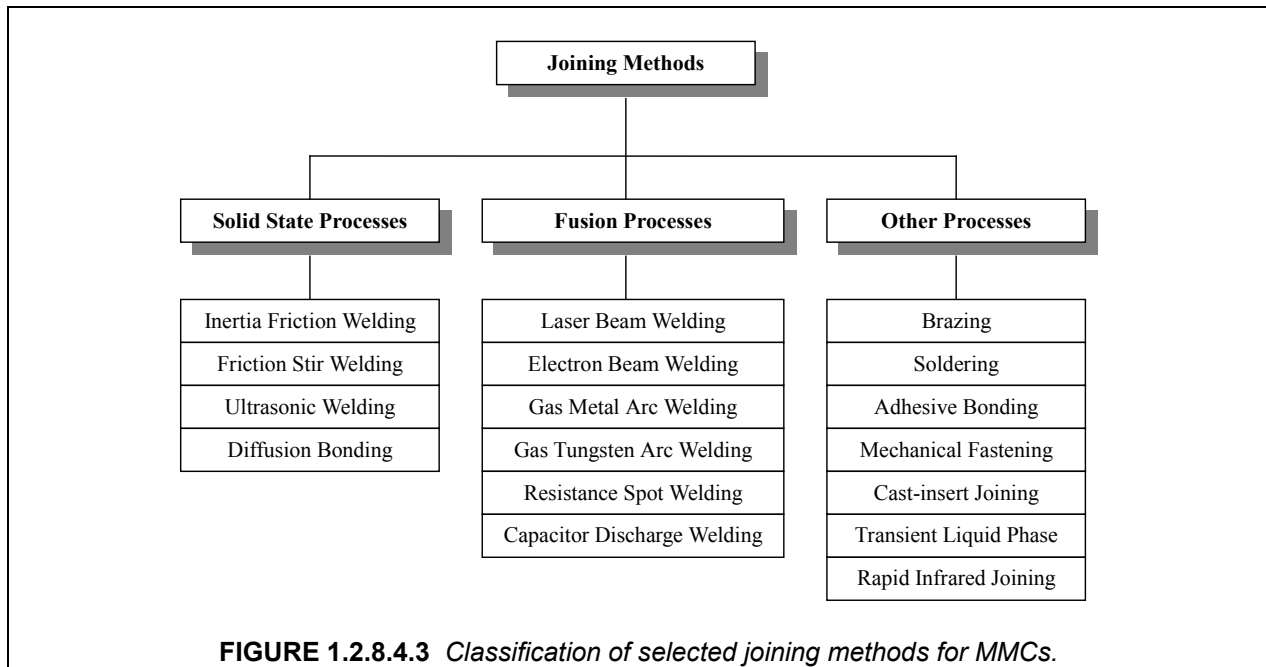 Joining Methods
Solid State Processes
Inertia Friction Welding
Friction Stir Welding
Ultrasonic Welding
Diffusion Bonding
Fusion Processes
Laser Beam Welding
Electron Beam Welding
Gas Metal Arc Welding
Gas Tungsten Arc Welding
Resistance Spot Welding
Capacitor Discharge Welding
Other Processes
Brazing
Soldering
Adhesive Bonding
Mechanical Fastening
Cast-insert Joining
Transient Liquid Phase
Rapid Infrared Joining
FIGURE 1.2.8.4.3 Classification of selected joining methods for MMCs.